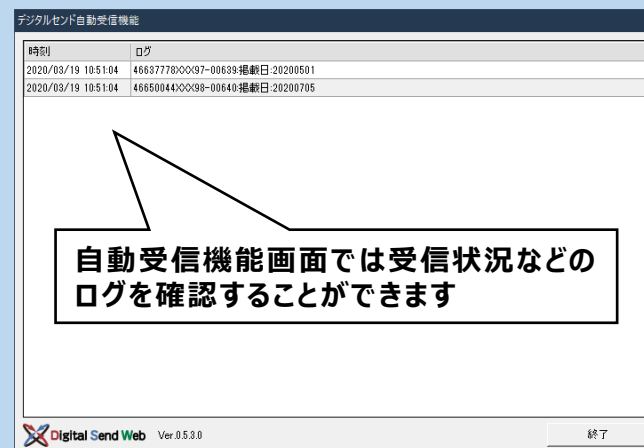 デジタルセンド自動受信機能
時刻 ログ
2020/03/19 10:51:04 46637778XXX97-00639:掲載日:20200501
2020/03/19 10:51:04 46650044XXX98-00640:掲載日:20200705
自動受信機能画面では受信状況などの
ログを確認することができます
Digital Send Web Ver.0.5.3.0 終了